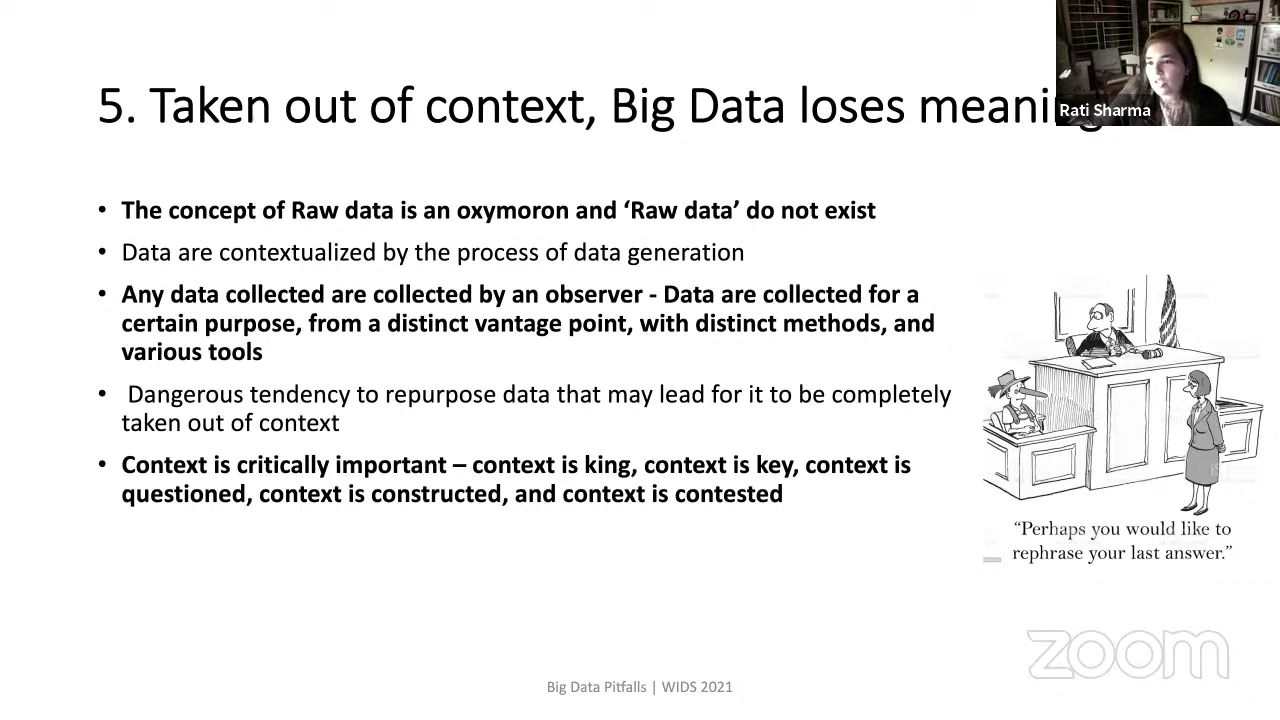 5. Taken out of context, Big Data loses meaning
Rati Sharma
• The concept of Raw data is an oxymoron and ‘Raw data’ do not exist
• Data are contextualized by the process of data generation
• Any data collected are collected by an observer - Data are collected for a
certain purpose, from a distinct vantage point, with distinct methods, and
various tools
• Dangerous tendency to repurpose data that may lead for it to be completely
taken out of context
• Context is critically important – context is king, context is key, context is
questioned, context is constructed, and context is contested
“Perhaps you would like to
rephrase your last answer.”
zoom
Big Data Pitfalls | WIDS 2021